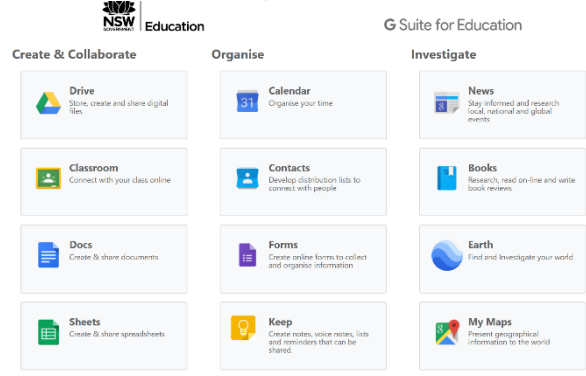 NSW
GOVERNMENT
Education
G Suite for Education
Create & Collaborate
Organise
Investigate
Drive
Store, create and share digital
files
Calendar
31
Organise your time
News
Stay informed and research
local, national and global
events
Classroom
Connect with your class online
Contacts
Develop distribution lists to
connect with people
Books
Research, read on-line and write
book reviews
Docs
Create & share documents
Forms
Create online forms to collect
and organise information
Earth
Find and Investigate your world
Sheets
Create & share spreadsheets
Keep
Create notes, voice notes, lists
and reminders that can be
shared.
My Maps
Present geographical
information to the world